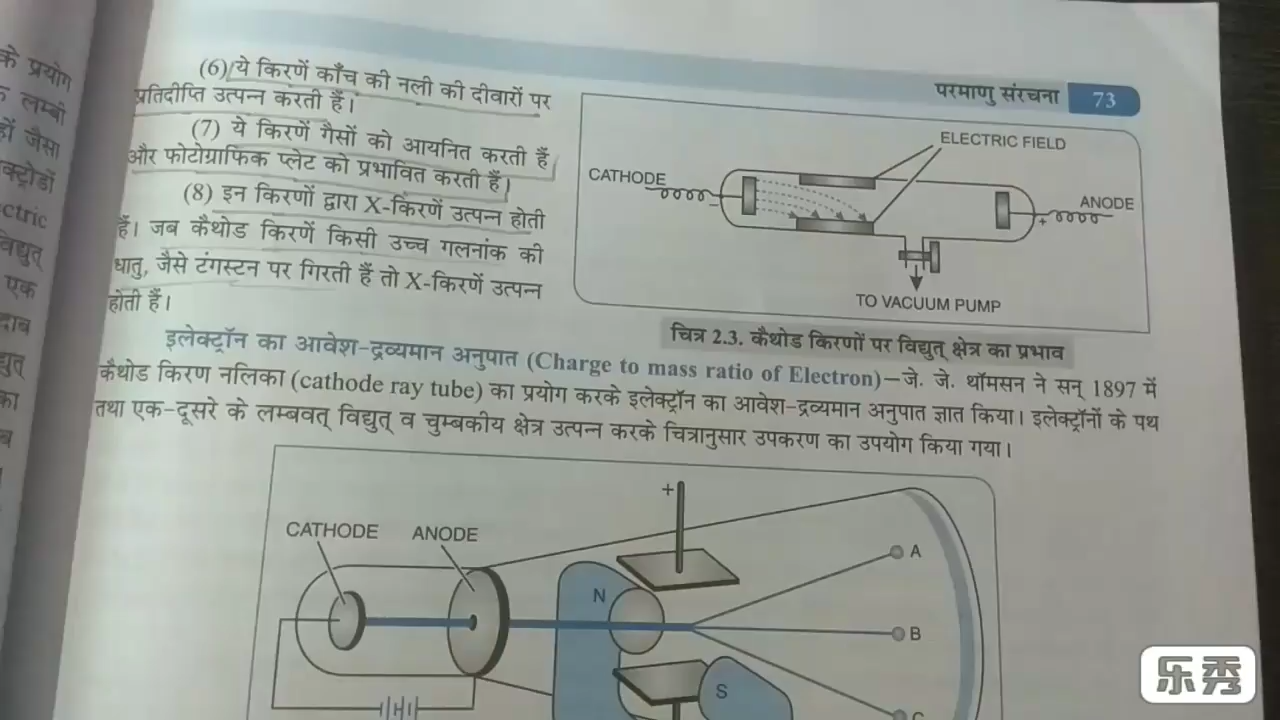 के प्रयोग
लम्बी
जैसा
ctric
विद्युत्
एक
परमाणु संरचना 73
(6) ये किरणें काँच की नली की दीवारों पर
प्रतिदीप्ति उत्पन्न करती हैं।
(7) ये किरणें गैसों को आयनित करती हैं
और फोटोग्राफिक प्लेट को प्रभावित करती हैं।
(8) इन किरणों द्वारा X-किरणें उत्पन्न होती
हैं। जब कैथोड किरणें किसी उच्च गलनांक की
धातु, जैसे टंगस्टन पर गिरती हैं तो X-किरणें उत्पन्न
होती हैं।
ELECTRIC FIELD
CATHODE
ANODE
+
TO VACUUM PUMP
चित्र 2.3. कैथोड किरणों पर विद्युत् क्षेत्र का प्रभाव
इलेक्ट्रॉन का आवेश-द्रव्यमान अनुपात (Charge to mass ratio of Electron)—जे. जे. थॉमसन ने सन् 1897 में
कैथोड किरण नलिका (cathode ray tube) का प्रयोग करके इलेक्ट्रॉन का आवेश-द्रव्यमान अनुपात ज्ञात किया। इलेक्ट्रॉनों के पथ
तथा एक-दूसरे के लम्बवत् विद्युत् व चुम्बकीय क्षेत्र उत्पन्न करके चित्रानुसार उपकरण का उपयोग किया गया।
+
CATHODE ANODE
A
N
B
S
C
乐秀